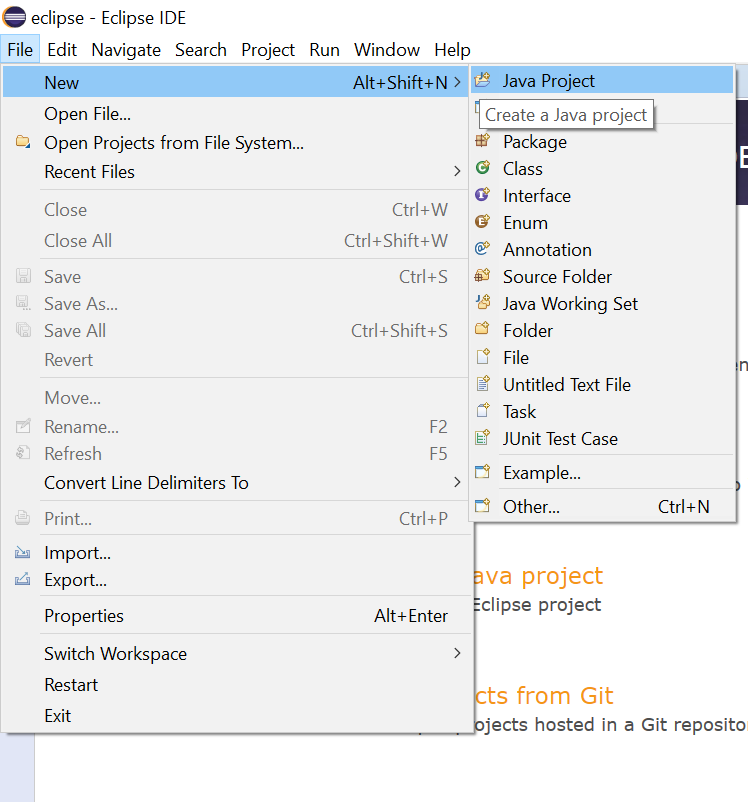 eclipse - Eclipse IDE
File Edit Navigate Search Project Run Window Help
New Alt+Shift+N
Open File...
Open Projects from File System...
Recent Files
Close Ctrl+W
Close All Ctrl+Shift+W
Save Ctrl+S
Save As...
Save All Ctrl+Shift+S
Revert
Move...
Rename... F2
Refresh F5
Convert Line Delimiters To
Print... Ctrl+P
Import...
Export...
Properties Alt+Enter
Switch Workspace
Restart
Exit
Java Project
Create a Java project
Package
Class
Interface
Enum
Annotation
Source Folder
Java Working Set
Folder
File
Untitled Text File
Task
JUnit Test Case
Example...
Other... Ctrl+N
ava project
Eclipse project
cts from Git
ojects hosted in a Git reposito